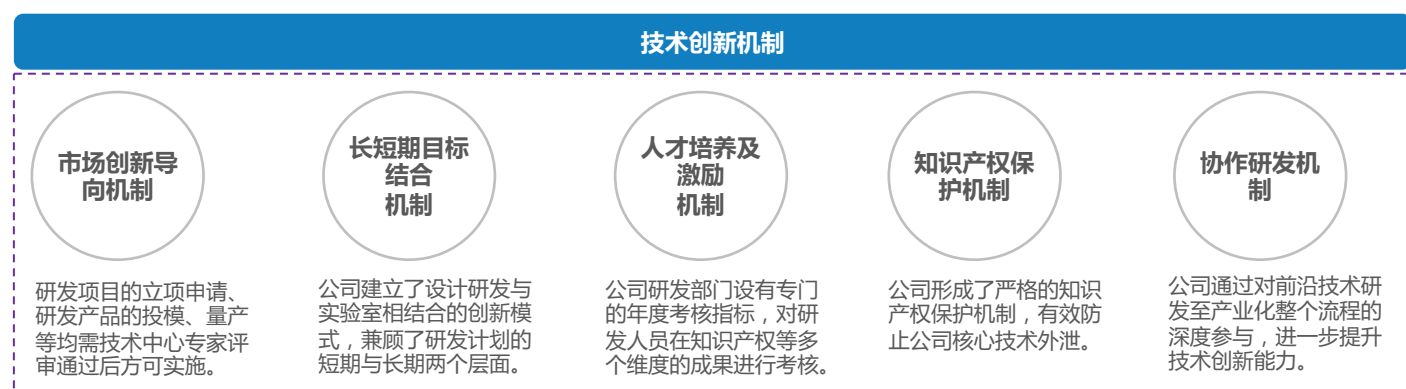 技术创新机制
市场创新导
向机制
研发项目的立项申请、
研发产品的投模、量产
等均需技术中心专家评
审通过后方可实施。
长短期目标
结合
机制
公司建立了设计研发与
实验室相结合的创新模
式，兼顾了研发计划的
短期与长期两个层面。
人才培养及
激励
机制
公司研发部门设有专门
的年度考核指标，对研
发人员在知识产权等多
个维度的成果进行考核。
知识产权保
护机制
公司形成了严格的知识
产权保护机制，有效防
止公司核心技术外泄。
协作研发机
制
公司通过对前沿技术研
发至产业化整个流程的
深度参与，进一步提升
技术创新能力。